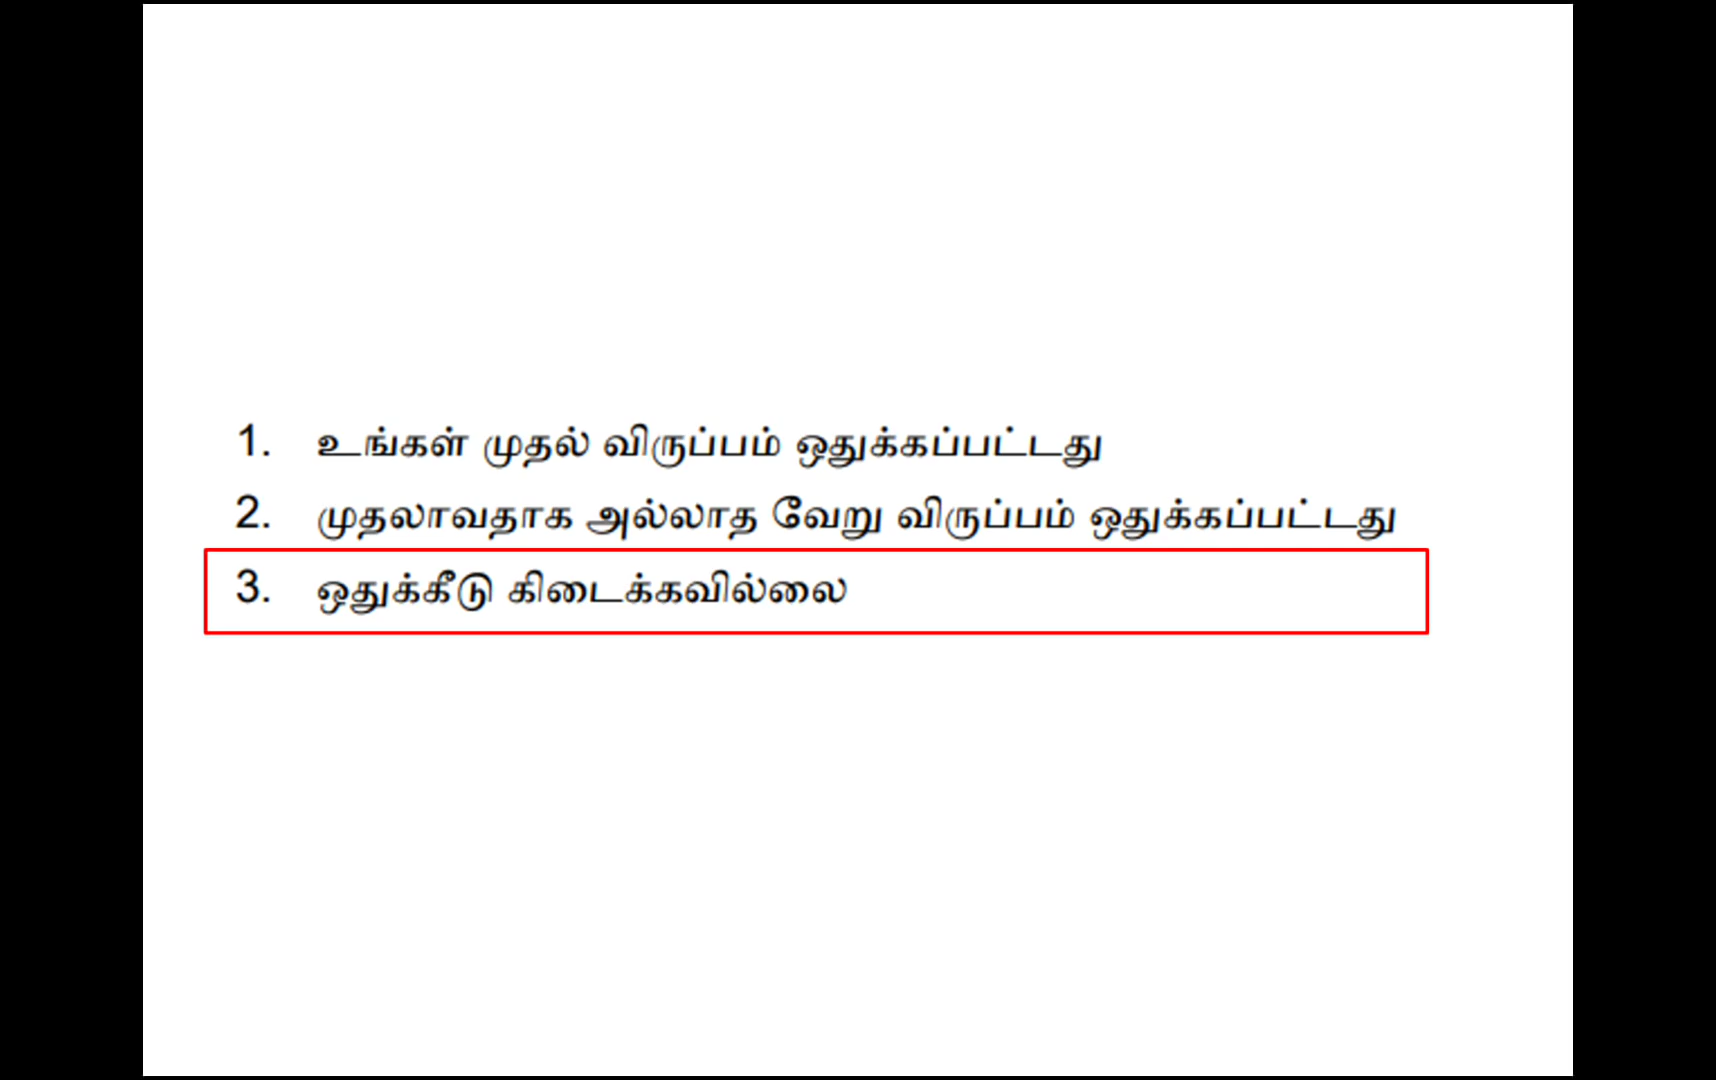 1. உங்கள் முதல் விருப்பம் ஒதுக்கப்பட்டது
2. முதலாவதாக அல்லாத வேறு விருப்பம் ஒதுக்கப்பட்டது
3. ஒதுக்கீடு கிடைக்கவில்லை